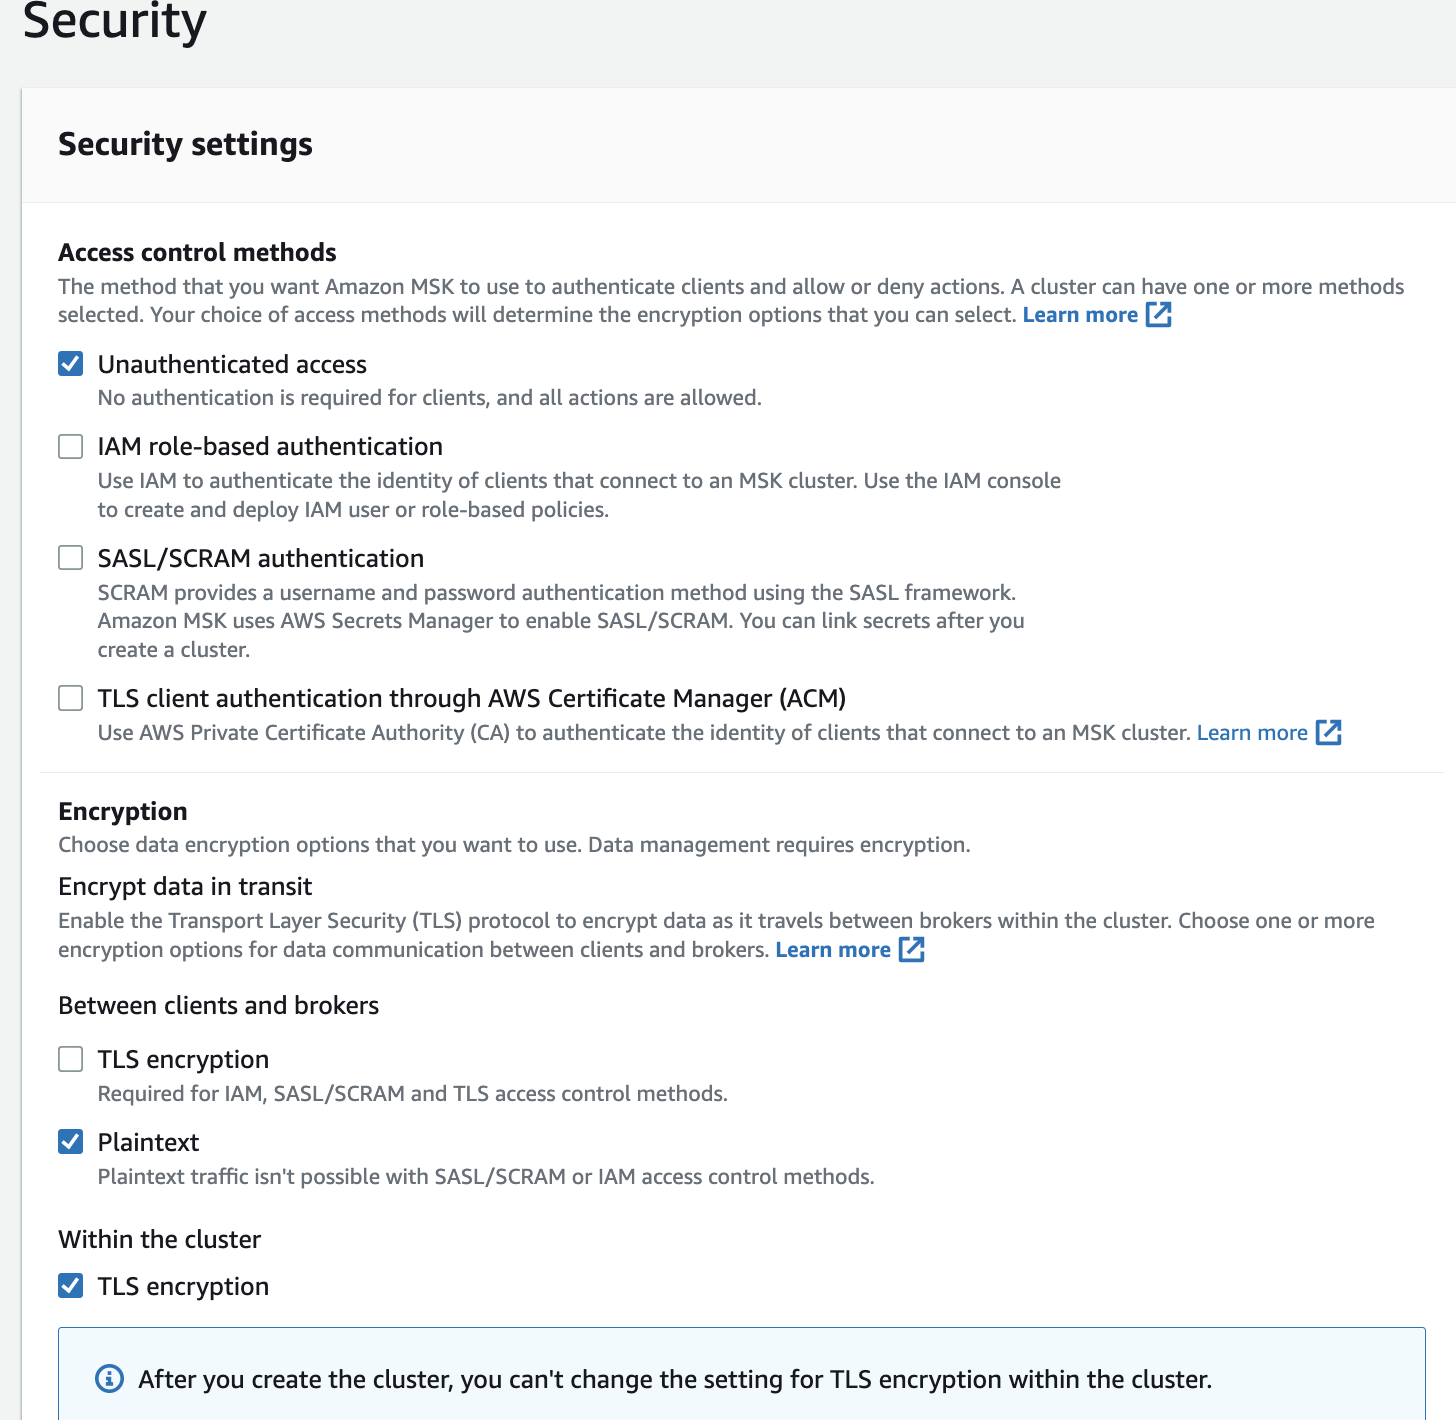 Security
Security settings
Access control methods
The method that you want Amazon MSK to use to authenticate clients and allow or deny actions. A cluster can have one or more methods
selected. Your choice of access methods will determine the encryption options that you can select. Learn more
Unauthenticated access
No authentication is required for clients, and all actions are allowed.
IAM role-based authentication
Use IAM to authenticate the identity of clients that connect to an MSK cluster. Use the IAM console
to create and deploy IAM user or role-based policies.
SASL/SCRAM authentication
SCRAM provides a username and password authentication method using the SASL framework.
Amazon MSK uses AWS Secrets Manager to enable SASL/SCRAM. You can link secrets after you
create a cluster.
TLS client authentication through AWS Certificate Manager (ACM)
Use AWS Private Certificate Authority (CA) to authenticate the identity of clients that connect to an MSK cluster. Learn more
Encryption
Choose data encryption options that you want to use. Data management requires encryption.
Encrypt data in transit
Enable the Transport Layer Security (TLS) protocol to encrypt data as it travels between brokers within the cluster. Choose one or more
encryption options for data communication between clients and brokers. Learn more
Between clients and brokers
TLS encryption
Required for IAM, SASL/SCRAM and TLS access control methods.
Plaintext
Plaintext traffic isn't possible with SASL/SCRAM or IAM access control methods.
Within the cluster
TLS encryption
After you create the cluster, you can't change the setting for TLS encryption within the cluster.